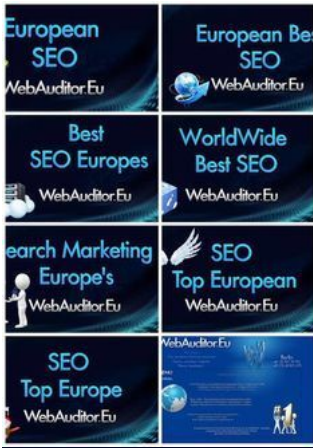 European
SEO
WebAuditor.Eu
European Bes
SEO
WebAuditor.Eu
Best
SEO Europes
WebAuditor.Eu
WorldWide
Best SEO
WebAuditor.Eu
earch Marketing
Europe's
WebAuditor.Eu
SEO
Top European
WebAuditor.Eu
SEO
Top Europe
WebAuditor.Eu
WebAuditor.Eu